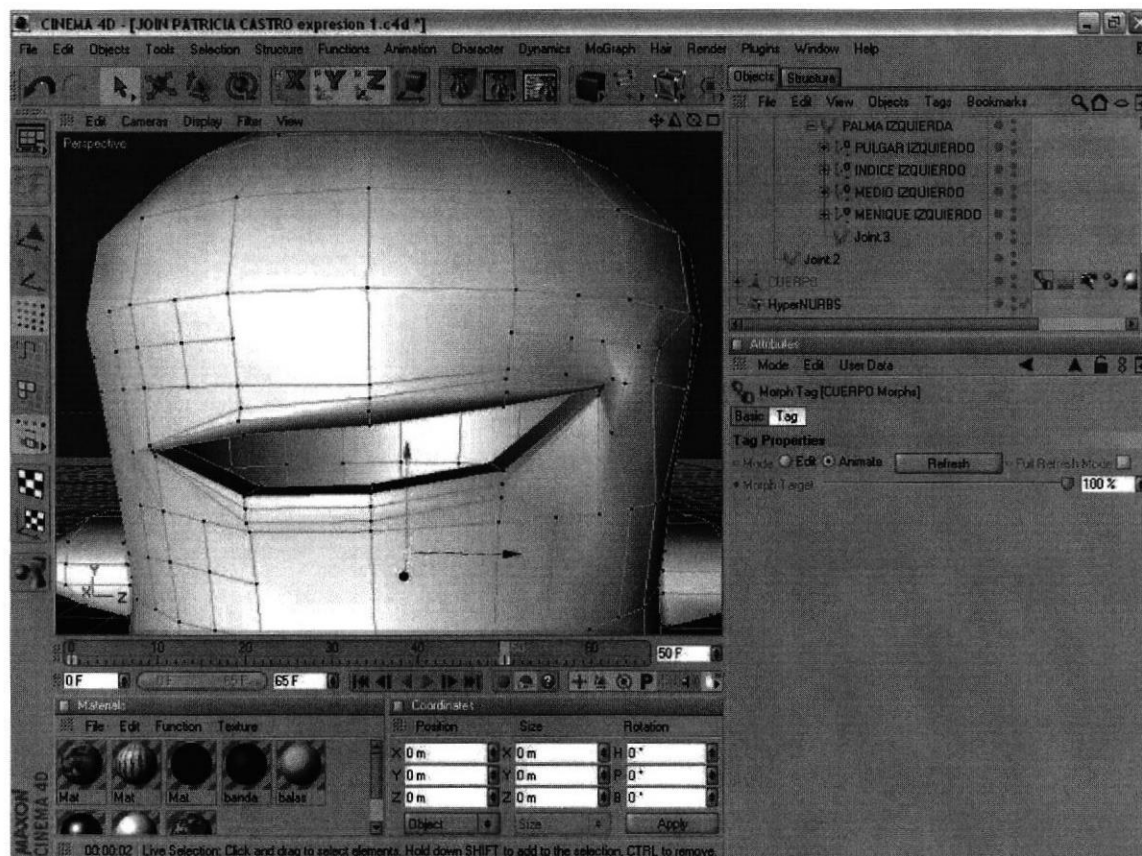 CINEMA 4D - [JOIN PATRICIA CASTRO expresion 1.c4d *]
File Edit Objects Tools Selection Structure Functions Animation Character Dynamics MoGraph Hair Render Plugins Window Help
X Y Z
Objects Structure
File Edit View Objects Tags Bookmarks
PALMA IZQUIERDA
PULGAR IZQUIERDO
INDICE IZQUIERDO
MEDIO IZQUIERDO
MENIQUE IZQUIERDO
Joint.3
Joint.2
CUERPO
HyperNURBS
Edit Cameras Display Filter View
Perspective
Y
X Z
Attributes
Mode Edit User Data
Morph Tag [CUERPO Morphs]
Basic Tag
Tag Properties
Mode Edit Animate Refresh Full Refresh Mode
Morph Target 100 %
0 10 20 30 40 50 60 50 F
0 F 0 F 65 F 65 F P
Materials
File Edit Function Texture
Mat Mat Mat banda balas
Coordinates
Position Size Rotation
X 0 m X 0 m H 0 °
Y 0 m Y 0 m P 0 °
Z 0 m Z 0 m B 0 °
Object Size Apply
MAXON
CINEMA 4D
00:00:02 Live Selection: Click and drag to select elements. Hold down SHIFT to add to the selection, CTRL to remove.